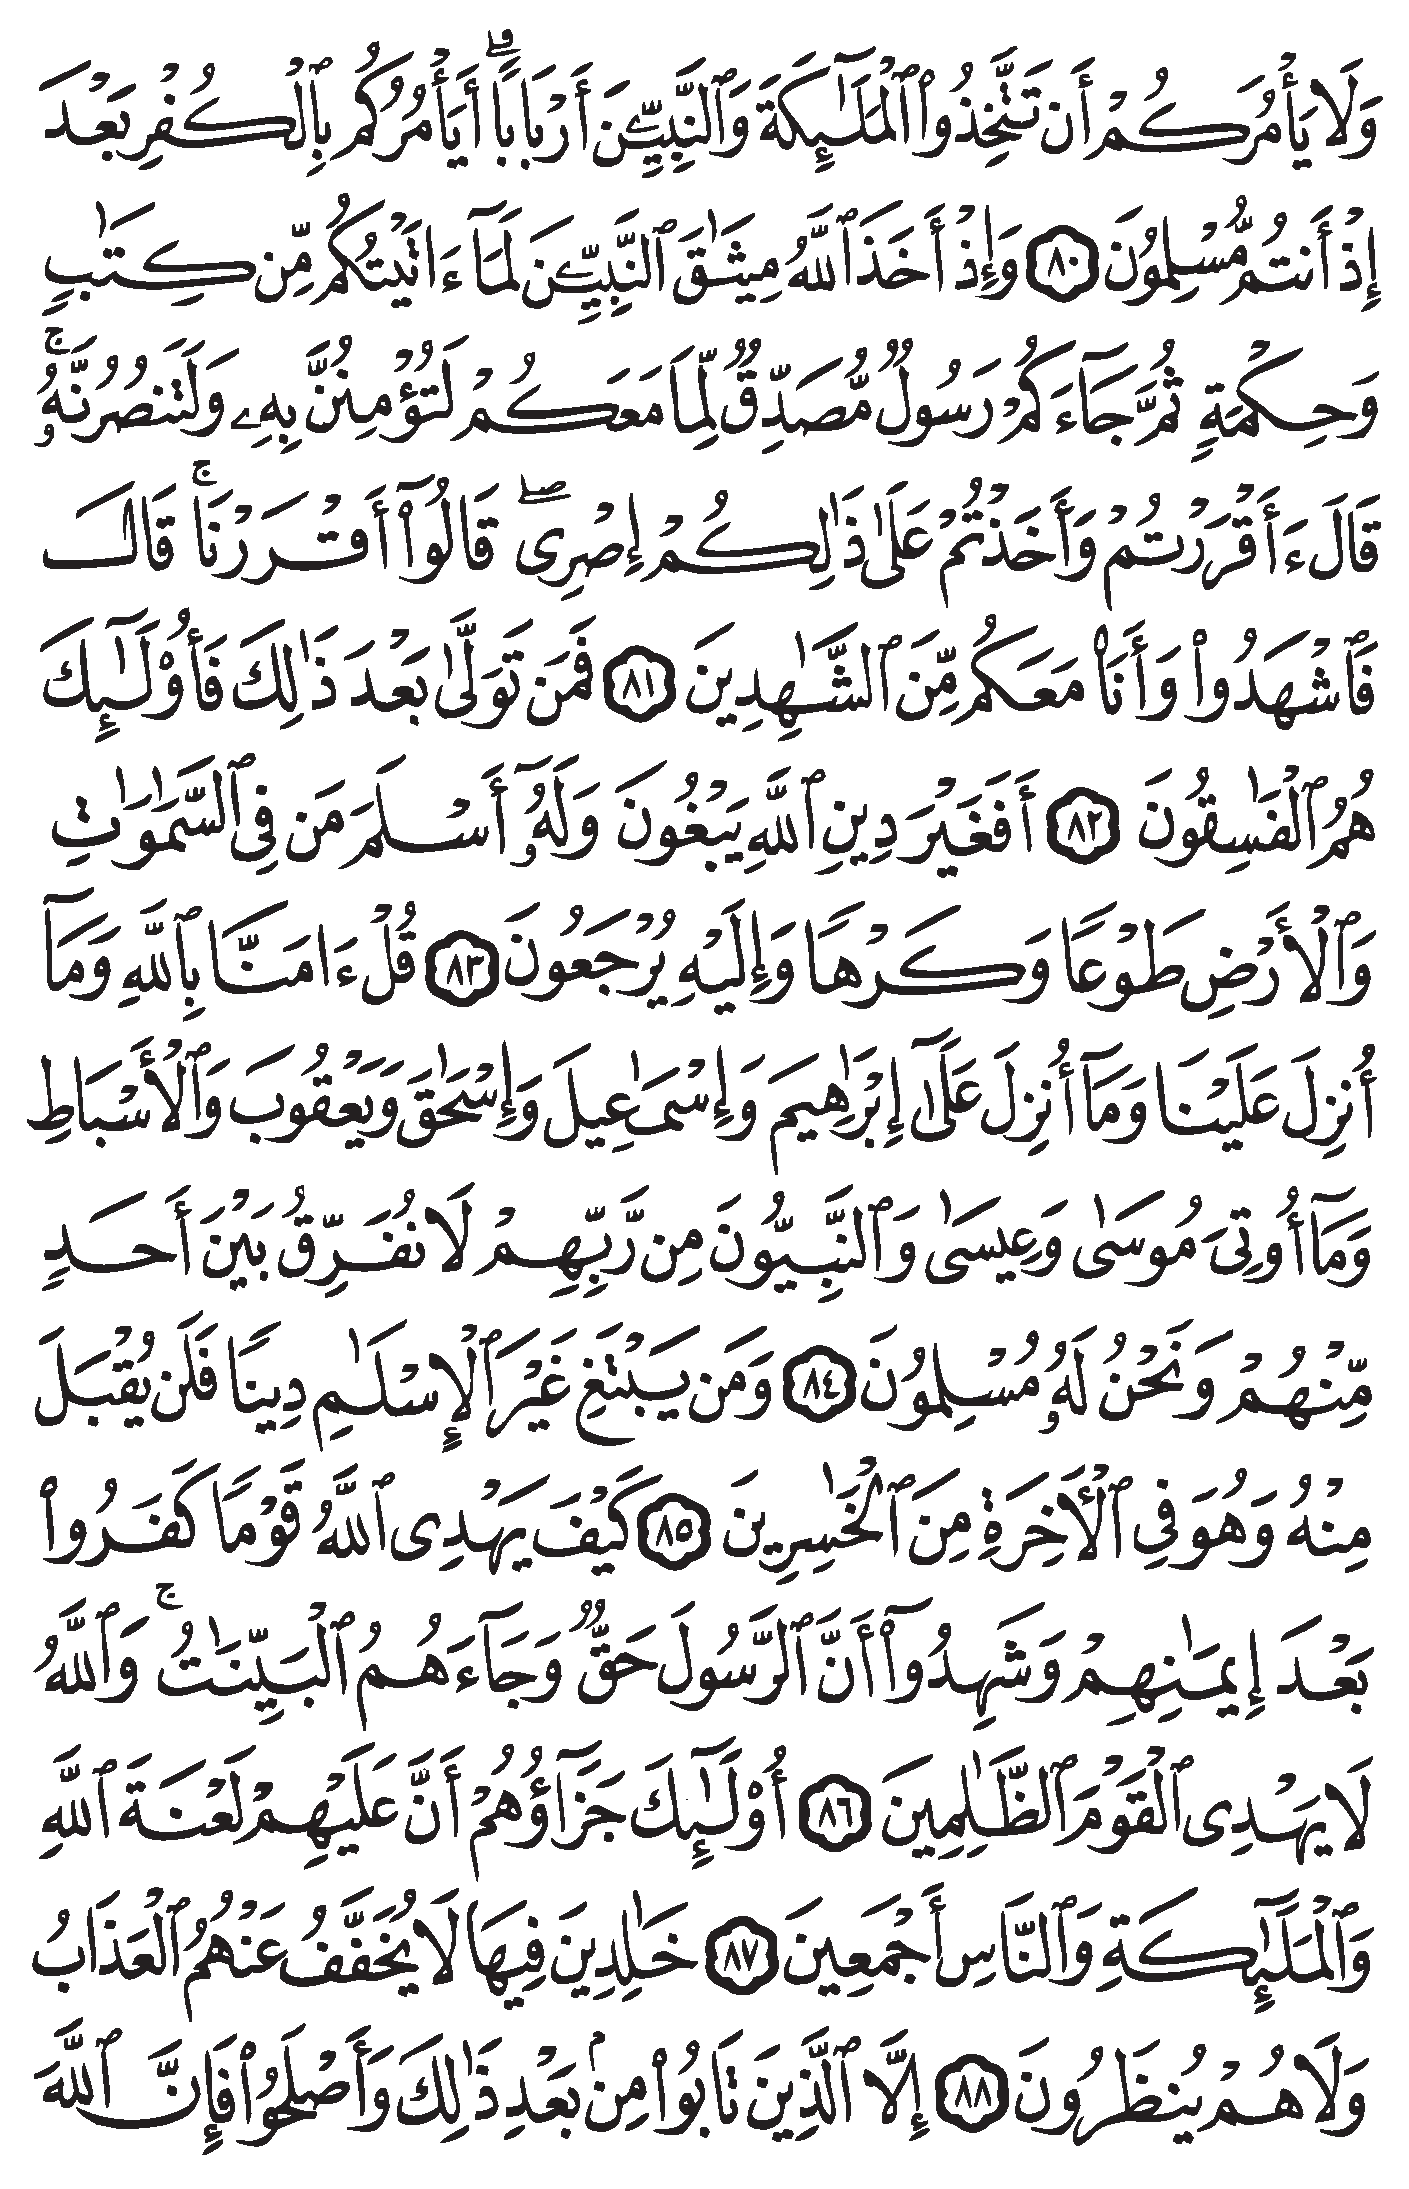 وَلَا يَأْمُرَكُمْ أَن تَتَّخِذُوا۟ ٱلْمَلَـٰٓئِكَةَ وَٱلنَّبِيِّـۧنَ أَرْبَابًا ۗ أَيَأْمُرُكُم بِٱلْكُفْرِ بَعْدَ
إِذْ أَنتُم مُّسْلِمُونَ ٨٠ وَإِذْ أَخَذَ ٱللَّهُ مِيثَـٰقَ ٱلنَّبِيِّـۧنَ لَمَآ ءَاتَيْتُكُم مِّن كِتَـٰبٍ
وَحِكْمَةٍ ثُمَّ جَآءَكُمْ رَسُولٌ مُّصَدِّقٌ لِّمَا مَعَكُمْ لَتُؤْمِنُنَّ بِهِۦ وَلَتَنصُرُنَّهُۥ ۚ
قَالَ ءَأَقْرَرْتُمْ وَأَخَذْتُمْ عَلَىٰ ذَٰلِكُمْ إِصْرِى ۖ قَالُوٓا۟ أَقْرَرْنَا ۚ قَالَ
فَٱشْهَدُوا۟ وَأَنَا۠ مَعَكُم مِّنَ ٱلشَّـٰهِدِينَ ٨١ فَمَن تَوَلَّىٰ بَعْدَ ذَٰلِكَ فَأُو۟لَـٰٓئِكَ
هُمُ ٱلْفَـٰسِقُونَ ٨٢ أَفَغَيْرَ دِينِ ٱللَّهِ يَبْغُونَ وَلَهُۥٓ أَسْلَمَ مَن فِى ٱلسَّمَـٰوَٰتِ
وَٱلْأَرْضِ طَوْعًا وَكَرْهًا وَإِلَيْهِ يُرْجَعُونَ ٨٣ قُلْ ءَامَنَّا بِٱللَّهِ وَمَآ
أُنزِلَ عَلَيْنَا وَمَآ أُنزِلَ عَلَىٰٓ إِبْرَٰهِيمَ وَإِسْمَـٰعِيلَ وَإِسْحَـٰقَ وَيَعْقُوبَ وَٱلْأَسْبَاطِ
وَمَآ أُوتِىَ مُوسَىٰ وَعِيسَىٰ وَٱلنَّبِيُّونَ مِن رَّبِّهِمْ لَا نُفَرِّقُ بَيْنَ أَحَدٍ
مِّنْهُمْ وَنَحْنُ لَهُۥ مُسْلِمُونَ ٨٤ وَمَن يَبْتَغِ غَيْرَ ٱلْإِسْلَـٰمِ دِينًا فَلَن يُقْبَلَ
مِنْهُ وَهُوَ فِى ٱلْـَٔاخِرَةِ مِنَ ٱلْخَـٰسِرِينَ ٨٥ كَيْفَ يَهْدِى ٱللَّهُ قَوْمًا كَفَرُوا۟
بَعْدَ إِيمَـٰنِهِمْ وَشَهِدُوٓا۟ أَنَّ ٱلرَّسُولَ حَقٌّ وَجَآءَهُمُ ٱلْبَيِّنَـٰتُ ۚ وَٱللَّهُ
لَا يَهْدِى ٱلْقَوْمَ ٱلظَّـٰلِمِينَ ٨٦ أُو۟لَـٰٓئِكَ جَزَآؤُهُمْ أَنَّ عَلَيْهِمْ لَعْنَةَ ٱللَّهِ
وَٱلْمَلَـٰٓئِكَةِ وَٱلنَّاسِ أَجْمَعِينَ ٨٧ خَـٰلِدِينَ فِيهَا لَا يُخَفَّفُ عَنْهُمُ ٱلْعَذَابُ
وَلَا هُمْ يُنظَرُونَ ٨٨ إِلَّا ٱلَّذِينَ تَابُوا۟ مِنۢ بَعْدِ ذَٰلِكَ وَأَصْلَحُوا۟ فَإِنَّ ٱللَّهَ